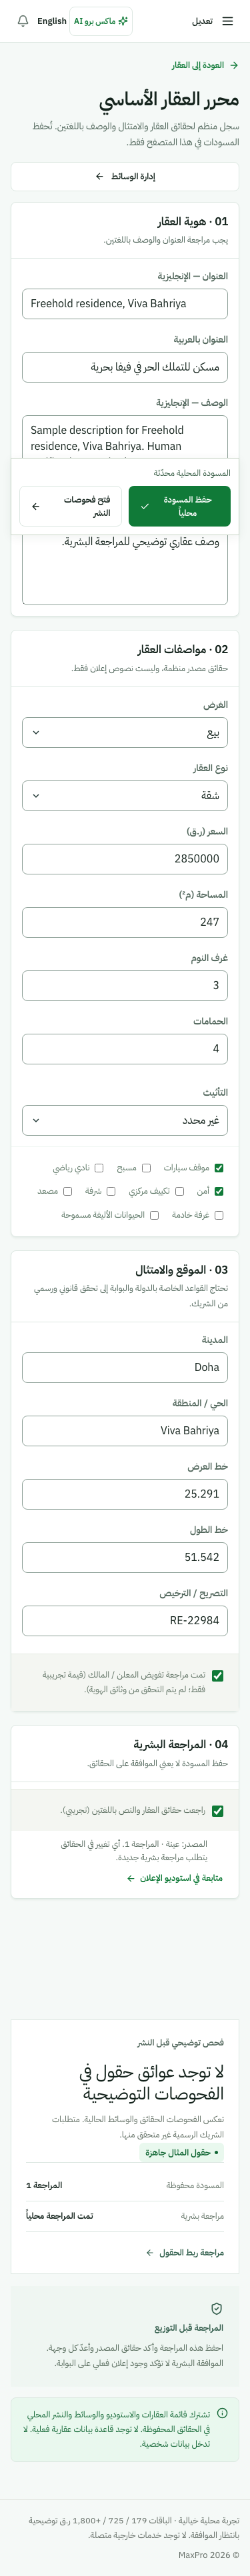 تعديل
ماكس برو AI
English
العودة إلى العقار
محرر العقار الأساسي
سجل منظم لحقائق العقار والامتثال والوصف باللغتين. تُحفظ المسودات في هذا المتصفح فقط.
إدارة الوسائط
01 · هوية العقار
يجب مراجعة العنوان والوصف باللغتين.
العنوان — الإنجليزية
Freehold residence, Viva Bahriya
العنوان بالعربية
مسكن للتملك الحر في فيفا بحرية
الوصف — الإنجليزية
Sample description for Freehold
residence, Viva Bahriya. Human
المسودة المحلية محدّثة
حفظ المسودة محلياً
فتح فحوصات النشر
وصف عقاري توضيحي للمراجعة البشرية.
02 · مواصفات العقار
حقائق مصدر منظمة، وليست نصوص إعلان فقط.
الغرض
بيع
نوع العقار
شقة
السعر (ر.ق)
2850000
المساحة (م²)
247
غرف النوم
3
الحمامات
4
التأثيث
غير محدد
موقف سيارات
مسبح
نادي رياضي
أمن
تكييف مركزي
شرفة
مصعد
غرفة خادمة
الحيوانات الأليفة مسموحة
03 · الموقع والامتثال
تحتاج القواعد الخاصة بالدولة والبوابة إلى تحقق قانوني ورسمي من الشريك.
المدينة
Doha
الحي / المنطقة
Viva Bahriya
خط العرض
25.291
خط الطول
51.542
التصريح / الترخيص
RE-22984
تمت مراجعة تفويض المعلن / المالك (قيمة تجريبية فقط؛ لم يتم التحقق من وثائق الهوية).
04 · المراجعة البشرية
حفظ المسودة لا يعني الموافقة على الحقائق.
راجعت حقائق العقار والنص باللغتين (تجريبي).
المصدر: عينة · المراجعة 1. أي تغيير في الحقائق يتطلب مراجعة بشرية جديدة.
متابعة في استوديو الإعلان
فحص توضيحي قبل النشر
لا توجد عوائق حقول في الفحوصات التوضيحية
تعكس الفحوصات الحقائق والوسائط الحالية. متطلبات الشريك الرسمية غير متحقق منها.
• حقول المثال جاهزة
المسودة محفوظة
المراجعة 1
مراجعة بشرية
تمت المراجعة محلياً
مراجعة ربط الحقول
المراجعة قبل التوزيع
احفظ هذه المراجعة وأكد حقائق المصدر وأعدّ كل وجهة. الموافقة البشرية لا تؤكد وجود إعلان فعلي على البوابة.
تشترك قائمة العقارات والاستوديو والوسائط والنشر المحلي في الحقائق المحفوظة. لا توجد قاعدة بيانات عقارية فعلية. لا تدخل بيانات شخصية.
تجربة محلية خيالية · الباقات 179 / 725 / +1,800 ر.ق توضيحية بانتظار الموافقة. لا توجد خدمات خارجية متصلة.
© 2026 MaxPro